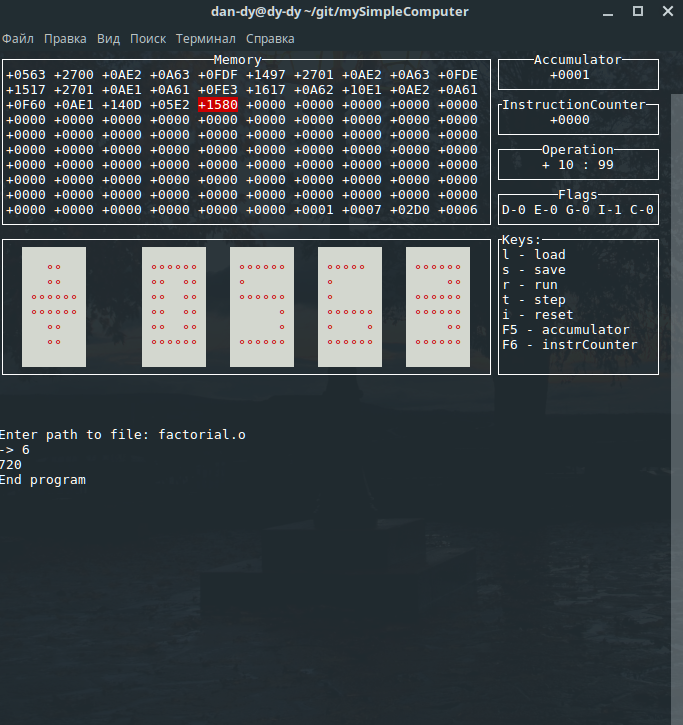 dan-dy@dy-dy ~/git/mySimpleComputer
Файл Правка Вид Поиск Терминал Справка
Memory
+0563 +2700 +0AE2 +0A63 +0FDF +1497 +2701 +0AE2 +0A63 +0FDE
+1517 +2701 +0AE1 +0A61 +0FE3 +1617 +0A62 +10E1 +0AE2 +0A61
+0F60 +0AE1 +140D +05E2 +1580 +0000 +0000 +0000 +0000 +0000
+0000 +0000 +0000 +0000 +0000 +0000 +0000 +0000 +0000 +0000
+0000 +0000 +0000 +0000 +0000 +0000 +0000 +0000 +0000 +0000
+0000 +0000 +0000 +0000 +0000 +0000 +0000 +0000 +0000 +0000
+0000 +0000 +0000 +0000 +0000 +0000 +0000 +0000 +0000 +0000
+0000 +0000 +0000 +0000 +0000 +0000 +0000 +0000 +0000 +0000
+0000 +0000 +0000 +0000 +0000 +0000 +0000 +0000 +0000 +0000
+0000 +0000 +0000 +0000 +0000 +0000 +0001 +0007 +02D0 +0006
Accumulator
+0001
InstructionCounter
+0000
Operation
+ 10 : 99
Flags
D-0 E-0 G-0 I-1 C-0
+0563
Keys:
l - load
s - save
r - run
t - step
i - reset
F5 - accumulator
F6 - instrCounter
Enter path to file: factorial.o
-> 6
720
End program